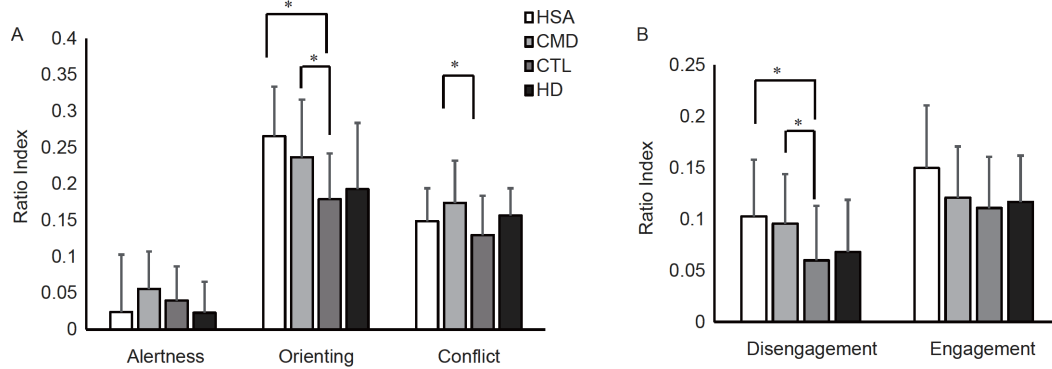 A
Ratio Index
0.4
0.35
0.3
0.25
0.2
0.15
0.1
0.05
0
*
*
*
HSA
CMD
CTL
HD
Alertness Orienting Conflict
B
Ratio Index
0.25
0.2
0.15
0.1
0.05
0
*
*
Disengagement Engagement